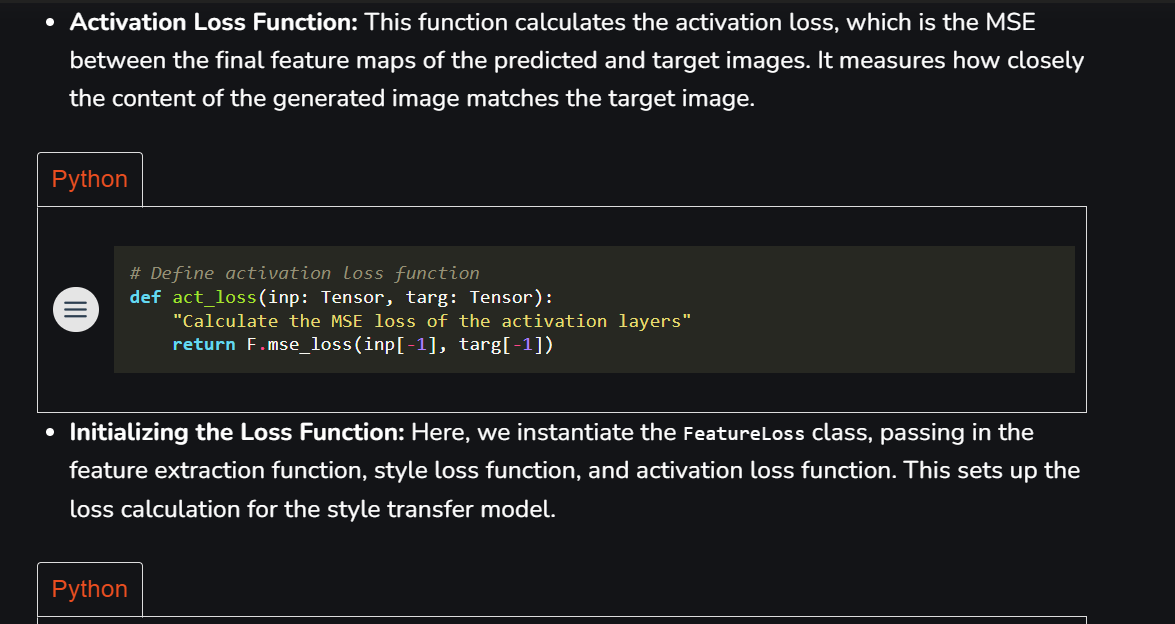 • Activation Loss Function: This function calculates the activation loss, which is the MSE
between the final feature maps of the predicted and target images. It measures how closely
the content of the generated image matches the target image.
Python
# Define activation loss function
def act_loss(inp: Tensor, targ: Tensor):
    "Calculate the MSE loss of the activation layers"
    return F.mse_loss(inp[-1], targ[-1])
• Initializing the Loss Function: Here, we instantiate the FeatureLoss class, passing in the
feature extraction function, style loss function, and activation loss function. This sets up the
loss calculation for the style transfer model.
Python